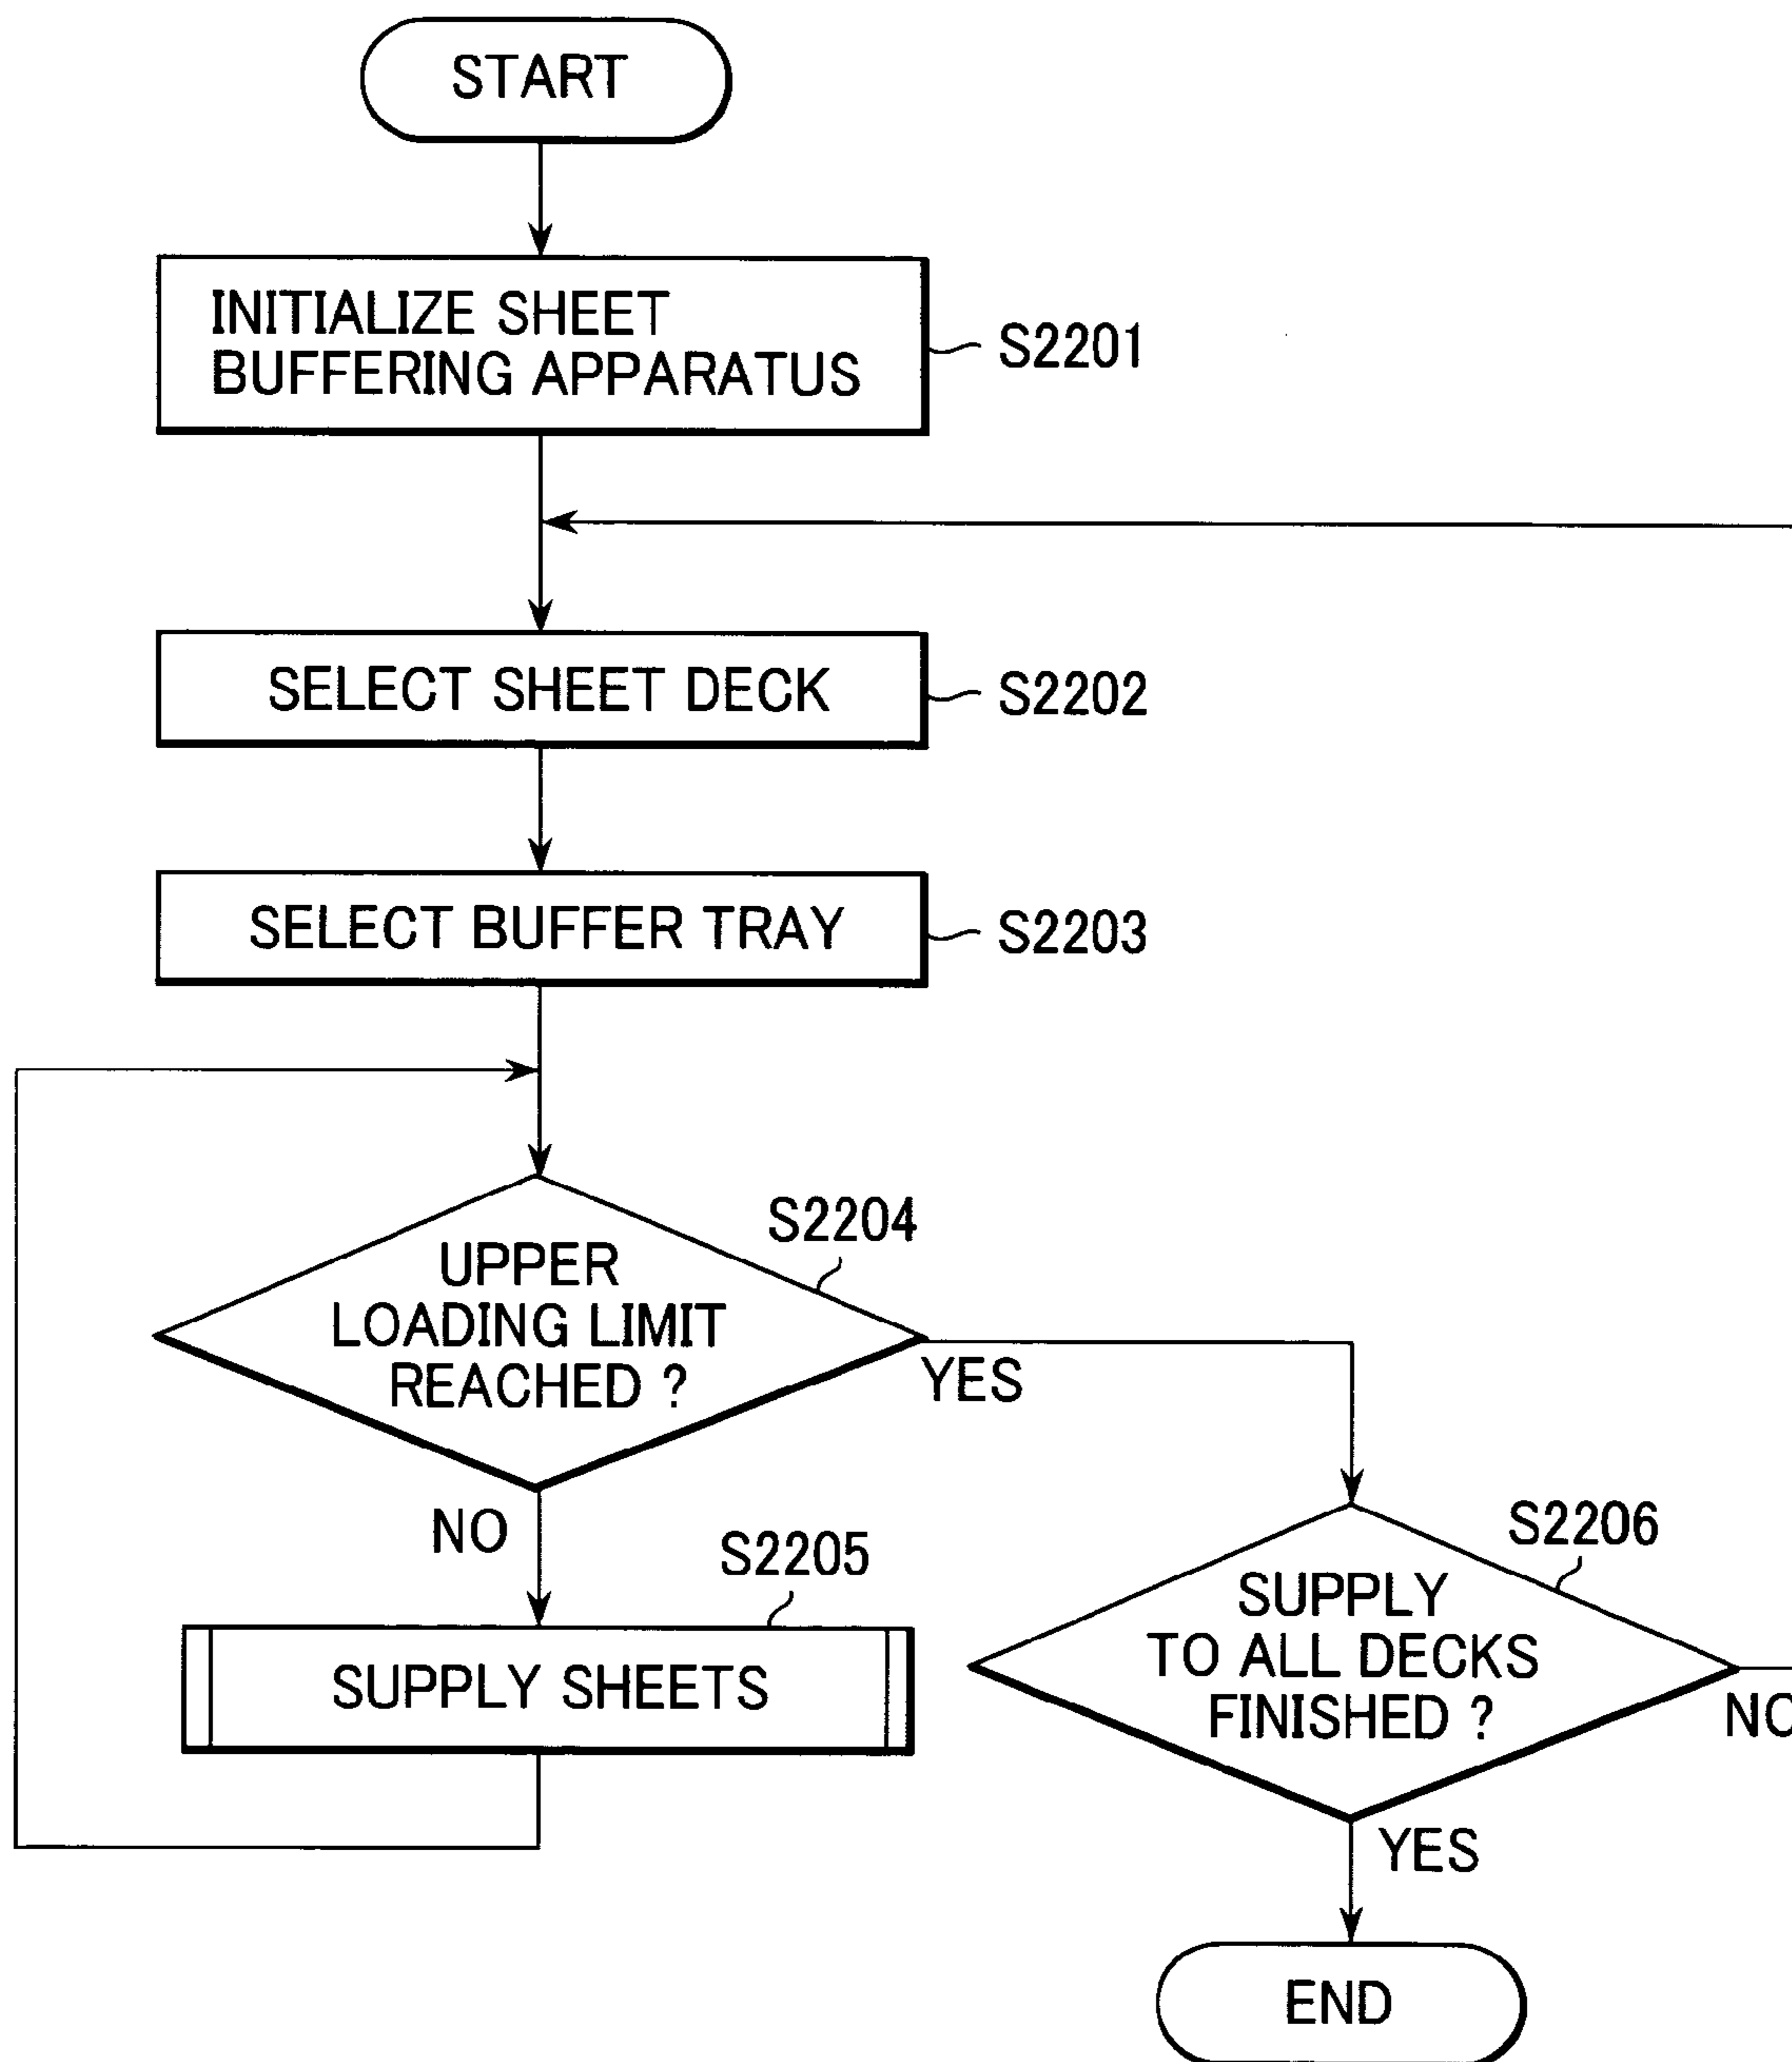 START
INITIALIZE SHEET
BUFFERING APPARATUS
S2201
SELECT SHEET DECK
S2202
SELECT BUFFER TRAY
S2203
S2204
UPPER
LOADING LIMIT
REACHED ?
YES
NO
S2205
SUPPLY SHEETS
S2206
SUPPLY
TO ALL DECKS
FINISHED ?
NO
YES
END